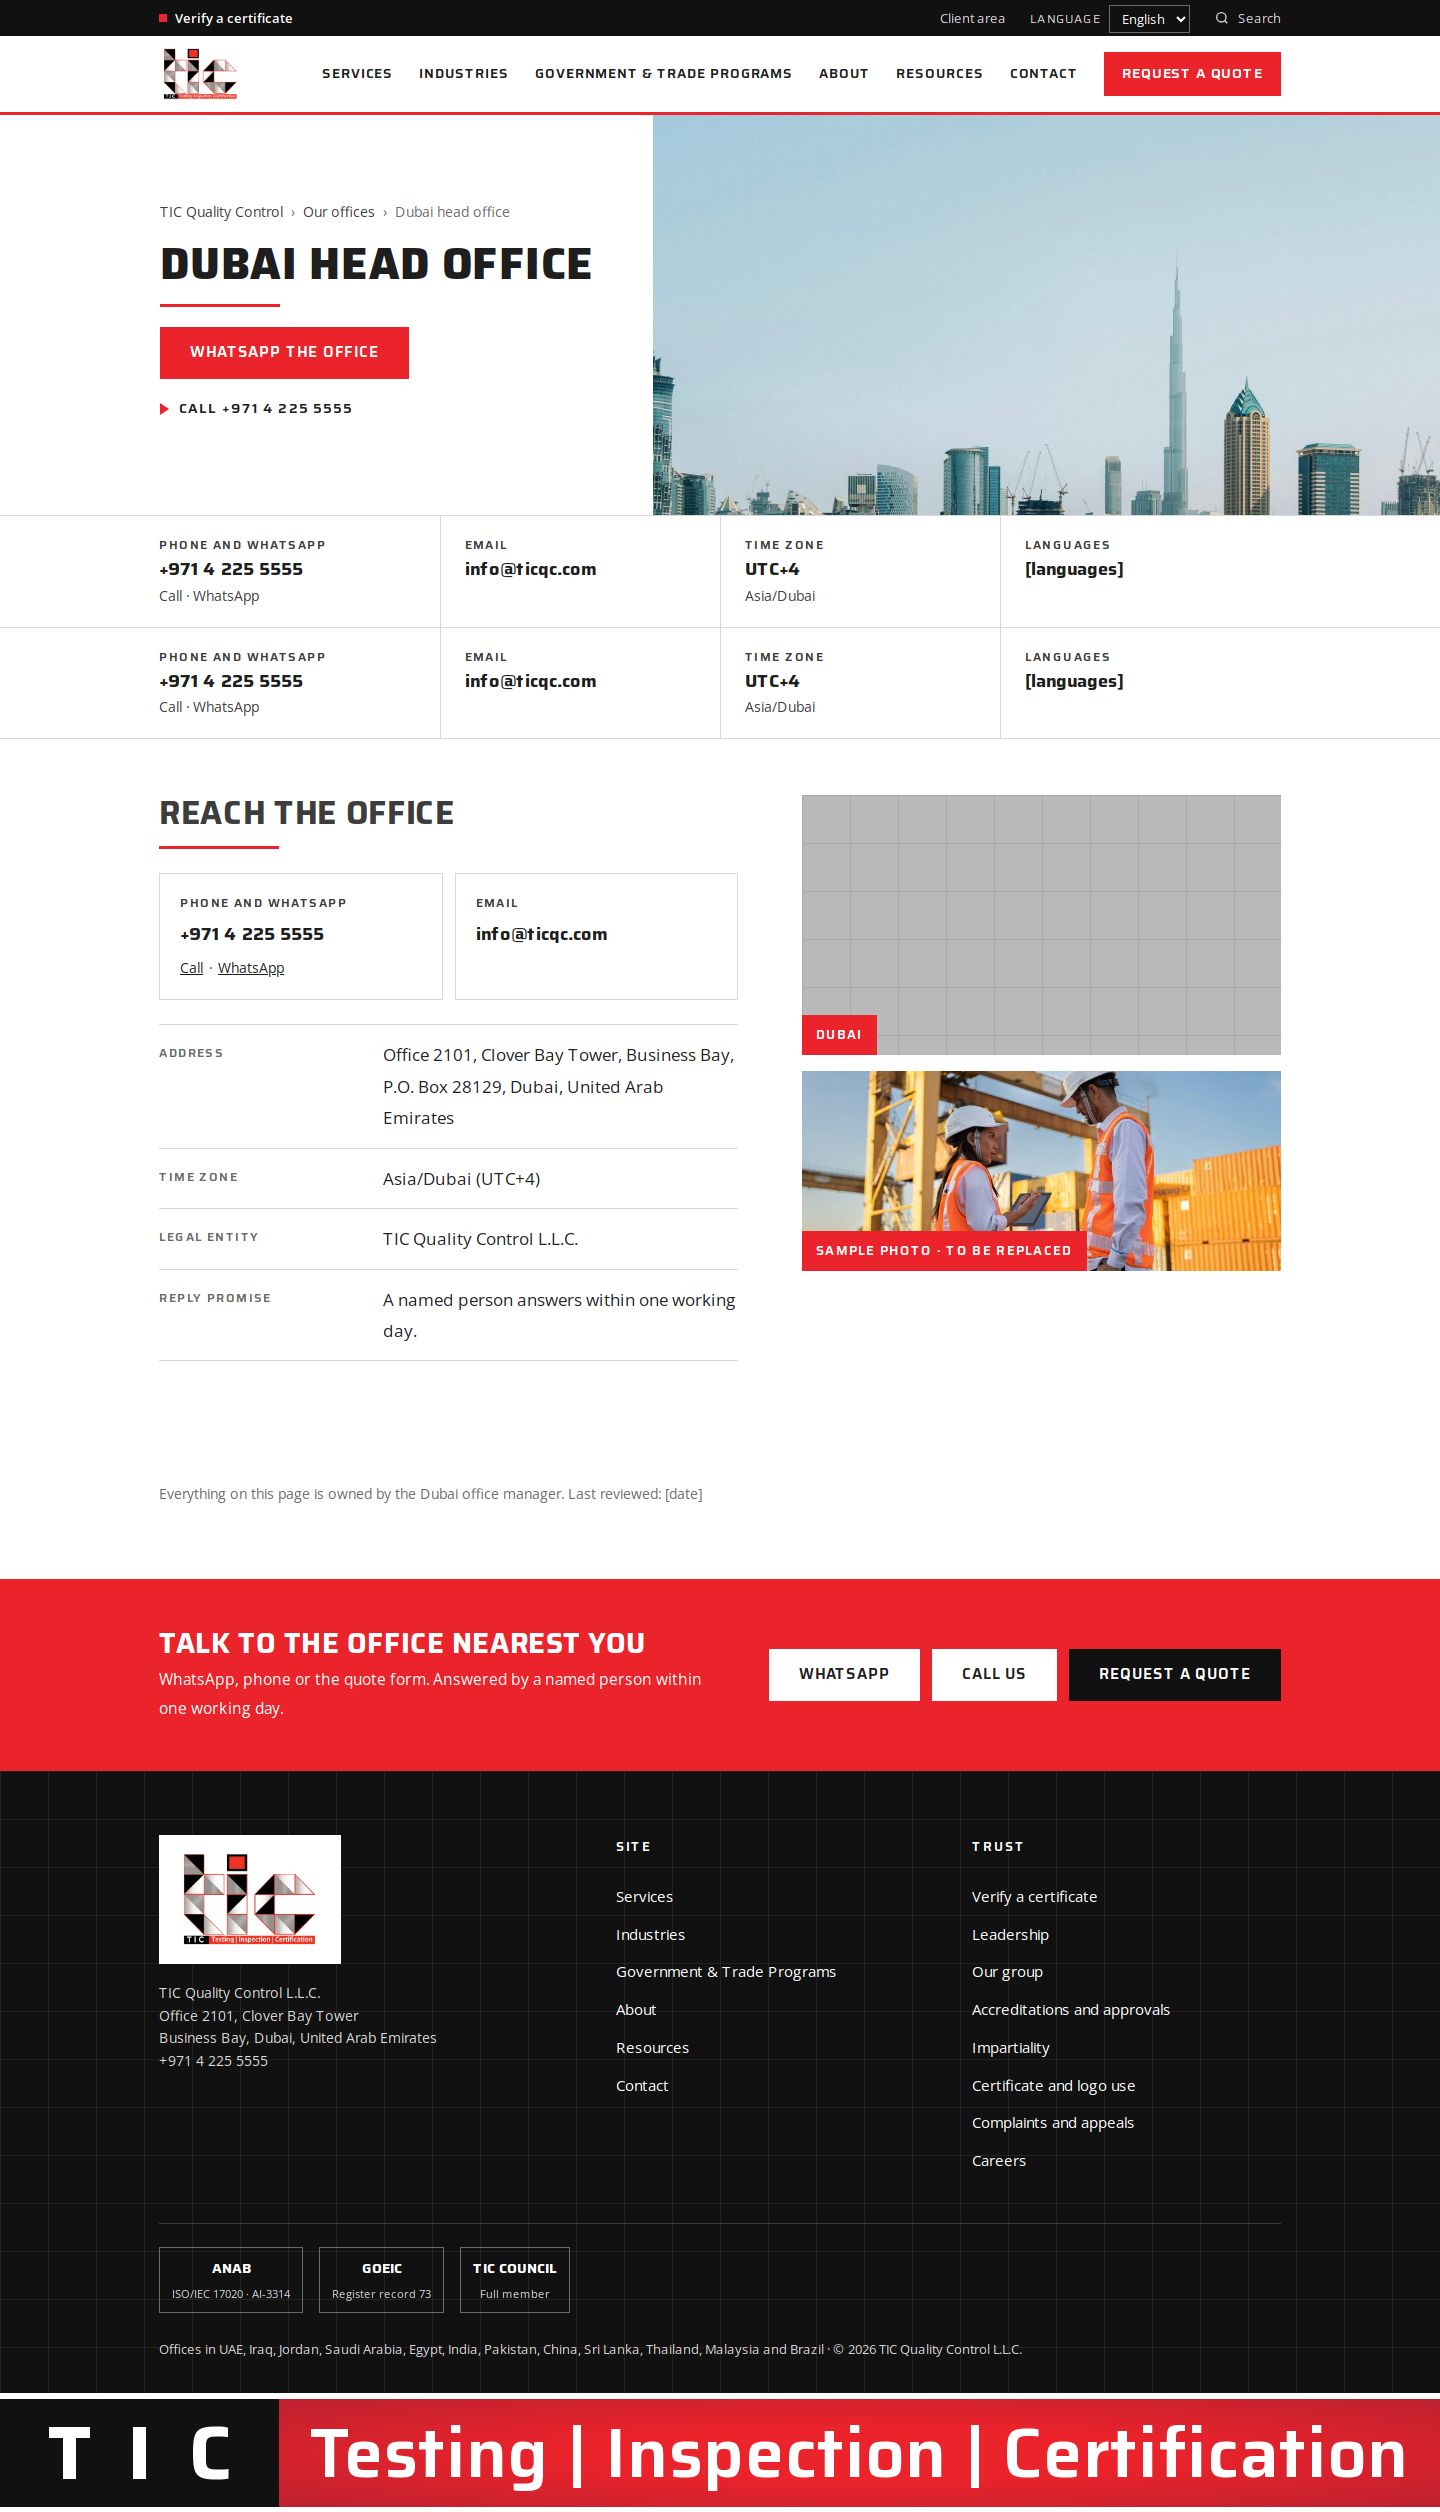 Verify a certificate
Client area
LANGUAGE
English
Search
tic
TIC Testing | Inspection | Certification
SERVICES
INDUSTRIES
GOVERNMENT & TRADE PROGRAMS
ABOUT
RESOURCES
CONTACT
REQUEST A QUOTE
TIC Quality Control › Our offices › Dubai head office
DUBAI HEAD OFFICE
WHATSAPP THE OFFICE
CALL +971 4 225 5555
PHONE AND WHATSAPP
+971 4 225 5555
Call · WhatsApp
EMAIL
info@ticqc.com
TIME ZONE
UTC+4
Asia/Dubai
LANGUAGES
[languages]
PHONE AND WHATSAPP
+971 4 225 5555
Call · WhatsApp
EMAIL
info@ticqc.com
TIME ZONE
UTC+4
Asia/Dubai
LANGUAGES
[languages]
REACH THE OFFICE
PHONE AND WHATSAPP
+971 4 225 5555
Call · WhatsApp
EMAIL
info@ticqc.com
ADDRESS
Office 2101, Clover Bay Tower, Business Bay,
P.O. Box 28129, Dubai, United Arab
Emirates
TIME ZONE
Asia/Dubai (UTC+4)
LEGAL ENTITY
TIC Quality Control L.L.C.
REPLY PROMISE
A named person answers within one working
day.
DUBAI
SAMPLE PHOTO · TO BE REPLACED
Everything on this page is owned by the Dubai office manager. Last reviewed: [date]
TALK TO THE OFFICE NEAREST YOU
WhatsApp, phone or the quote form. Answered by a named person within
one working day.
WHATSAPP
CALL US
REQUEST A QUOTE
tic
TIC Testing | Inspection | Certification
TIC Quality Control L.L.C.
Office 2101, Clover Bay Tower
Business Bay, Dubai, United Arab Emirates
+971 4 225 5555
SITE
Services
Industries
Government & Trade Programs
About
Resources
Contact
TRUST
Verify a certificate
Leadership
Our group
Accreditations and approvals
Impartiality
Certificate and logo use
Complaints and appeals
Careers
ANAB
ISO/IEC 17020 · AI-3314
GOEIC
Register record 73
TIC COUNCIL
Full member
Offices in UAE, Iraq, Jordan, Saudi Arabia, Egypt, India, Pakistan, China, Sri Lanka, Thailand, Malaysia and Brazil · © 2026 TIC Quality Control L.L.C.
TIC Testing | Inspection | Certification